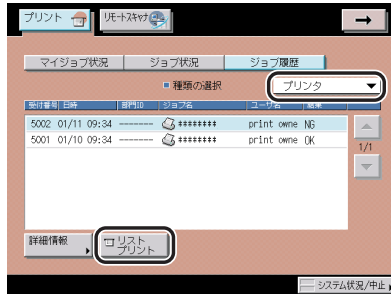 プリント リモートスキャナ
マイジョブ状況 ジョブ状況 ジョブ履歴
■ 種類の選択 プリンタ ▼
受付番号 日時 部門ID ジョブ名 ユーザ名 結果
5002 01/11 09:34 ------- ******** print owne NG
5001 01/10 09:34 ------- ******** print owne OK
1/1
詳細情報 リスト
プリント
システム状況/中止